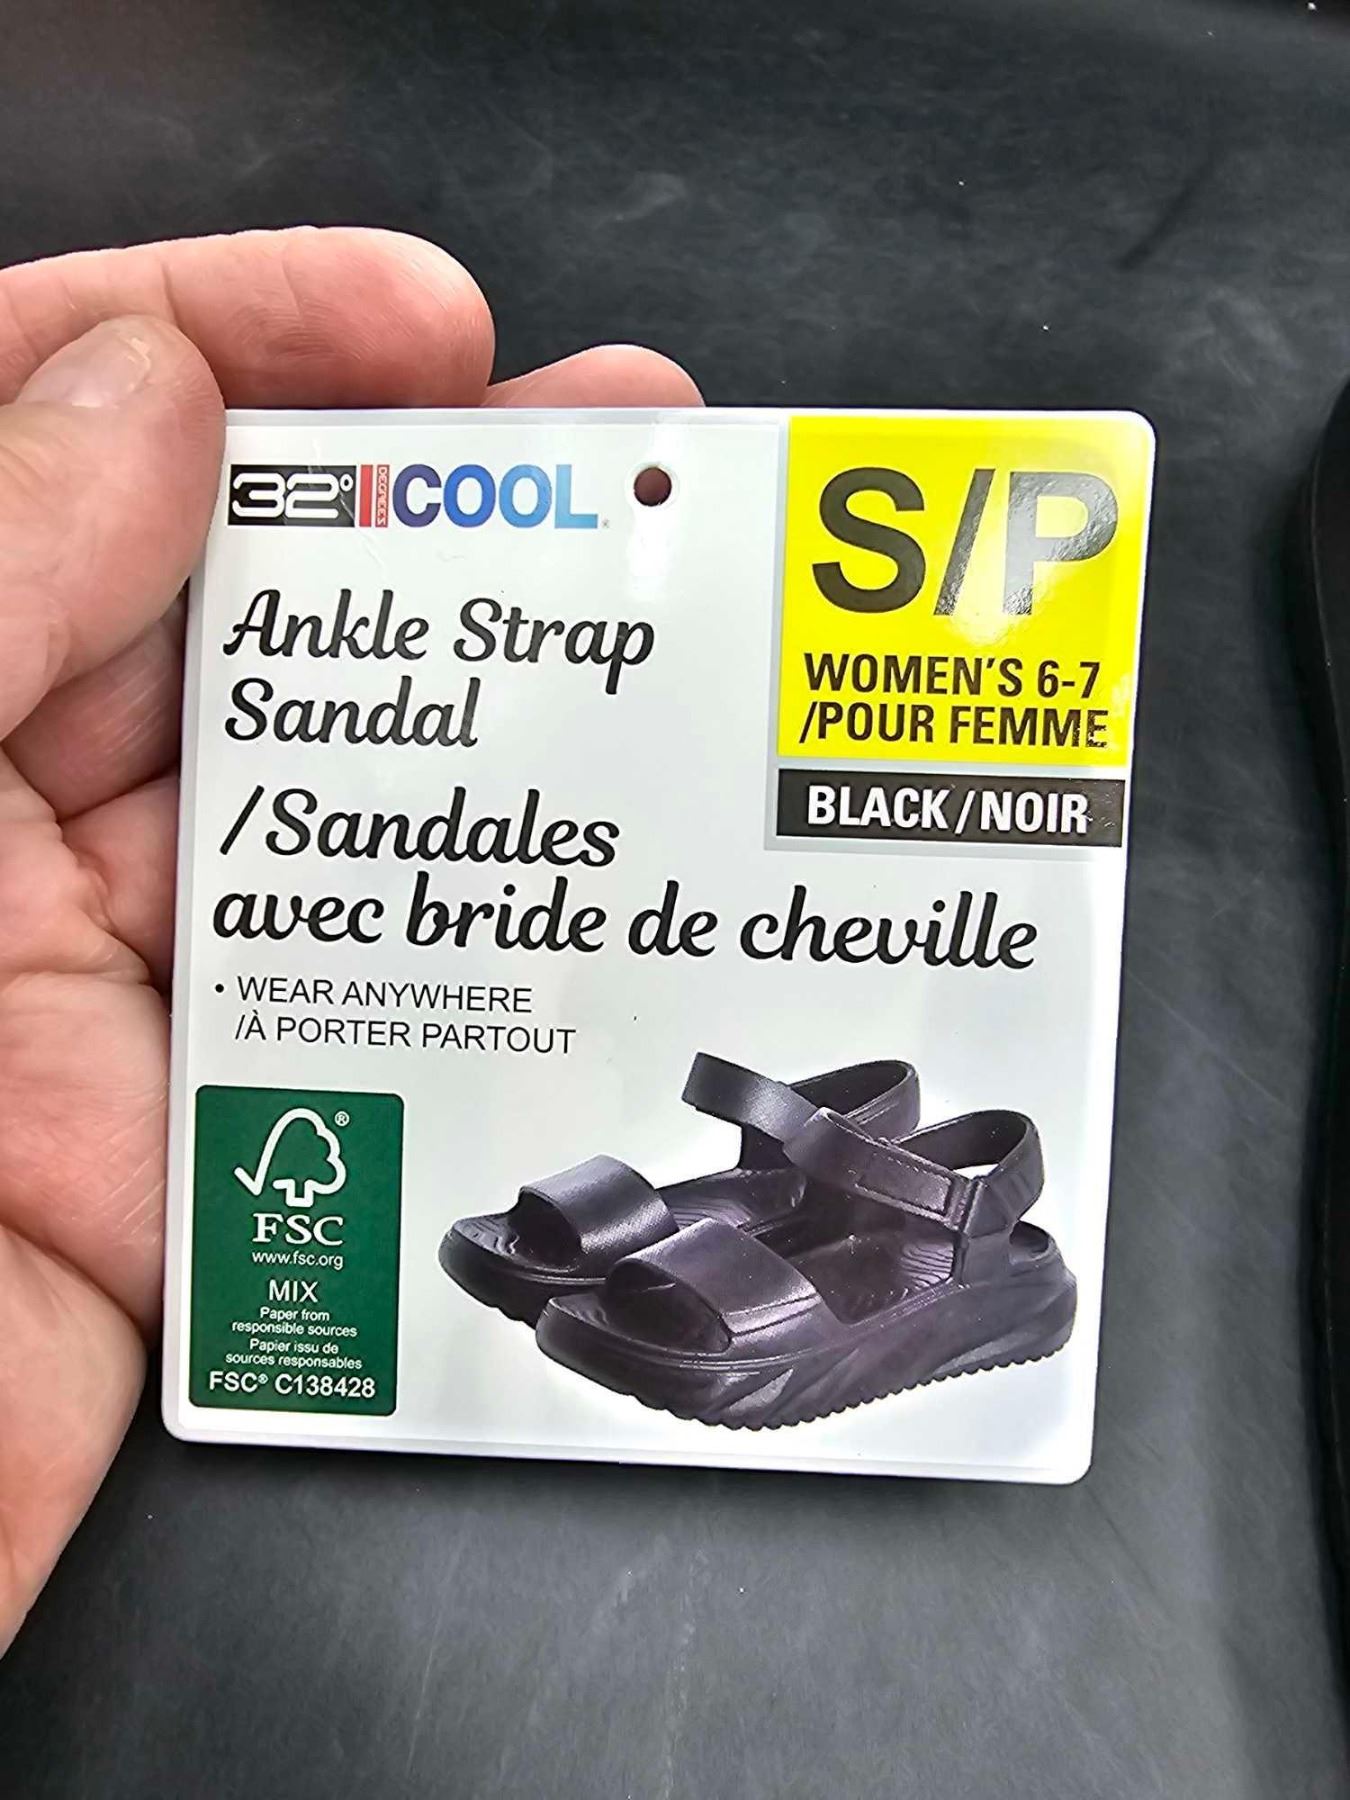 32° DEGREES COOL
S/P
WOMEN'S 6-7
/POUR FEMME
BLACK/NOIR
Ankle Strap
Sandal
/Sandales
avec bride de cheville
• WEAR ANYWHERE
/À PORTER PARTOUT
®
FSC
www.fsc.org
MIX
Paper from
responsible sources
Papier issu de
sources responsables
FSC® C138428